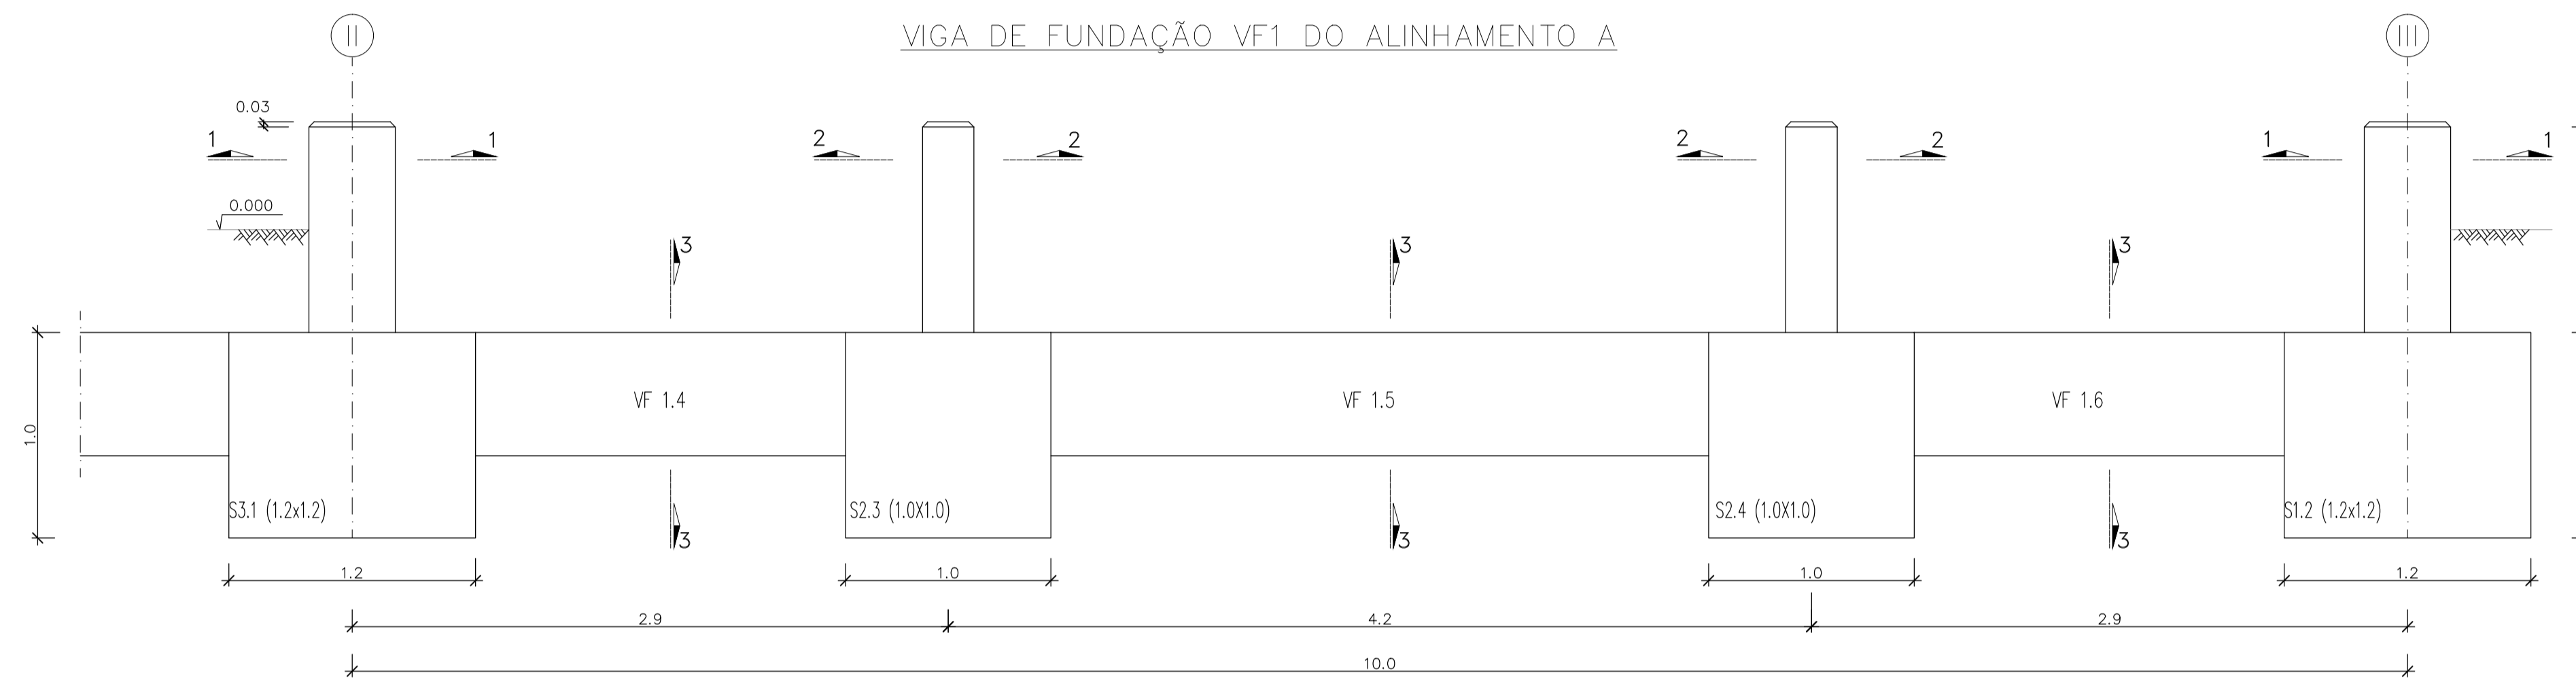 II
VIGA DE FUNDAÇÃO VF1 DO ALINHAMENTO A
III
0.03
1 1 2 2 2 2 1 1
0.000
3 3 3
1.0
VF 1.4 VF 1.5 VF 1.6
S3.1 (1.2x1.2) S2.3 (1.0X1.0) S2.4 (1.0X1.0) S1.2 (1.2x1.2)
3 3 3
1.2 1.0 1.0 1.2
2.9 4.2 2.9
10.0